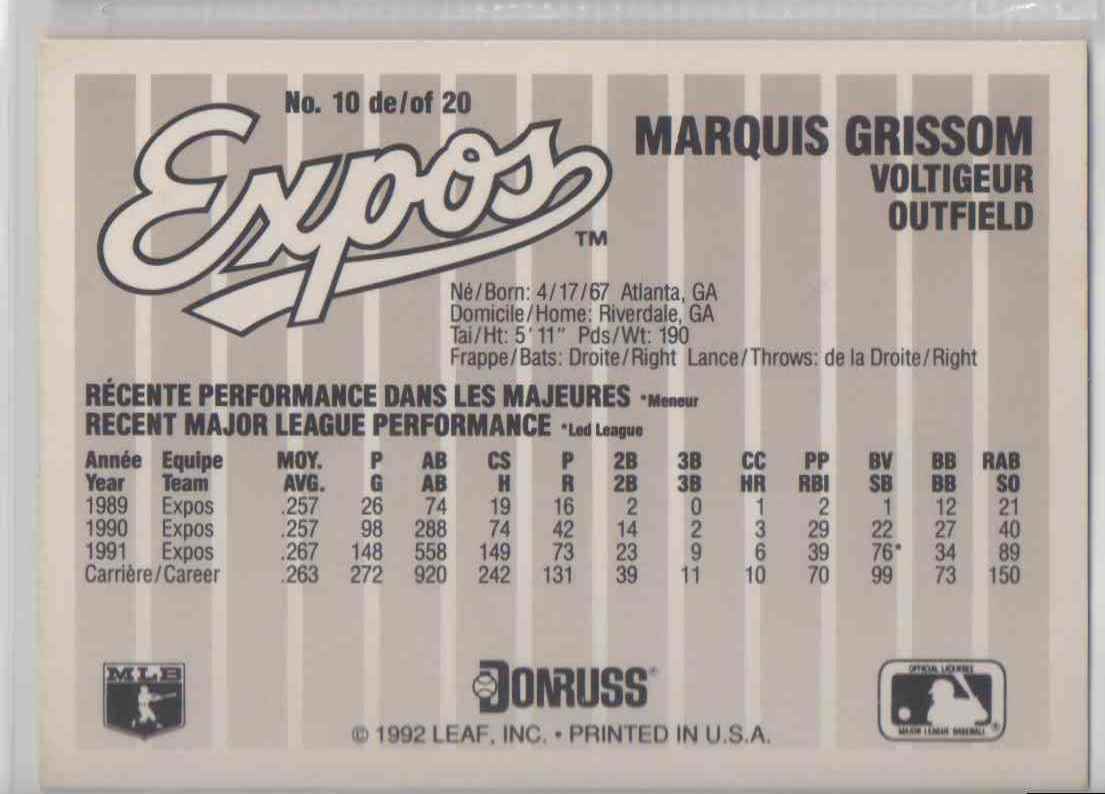 No. 10 de/of 20
Expos
TM
MARQUIS GRISSOM
VOLTIGEUR
OUTFIELD
Né/Born: 4/17/67 Atlanta, GA
Domicile/Home: Riverdale, GA
Tai/Ht: 5' 11" Pds/Wt: 190
Frappe/Bats: Droite/Right Lance/Throws: de la Droite/Right
RÉCENTE PERFORMANCE DANS LES MAJEURES *Meneur
RECENT MAJOR LEAGUE PERFORMANCE *Led League
Année Equipe MOY. P AB CS P 2B 3B CC PP BV BB RAB
Year Team AVG. G AB H R 2B 3B HR RBI SB BB SO
1989 Expos .257 26 74 19 16 2 0 1 2 1 12 21
1990 Expos .257 98 288 74 42 14 2 3 29 22 27 40
1991 Expos .267 148 558 149 73 23 9 6 39 76* 34 89
Carrière/Career .263 272 920 242 131 39 11 10 70 99 73 150
MLB
DONRUSS®
OFFICIAL LICENSEE
MAJOR LEAGUE BASEBALL ®
© 1992 LEAF, INC. • PRINTED IN U.S.A.